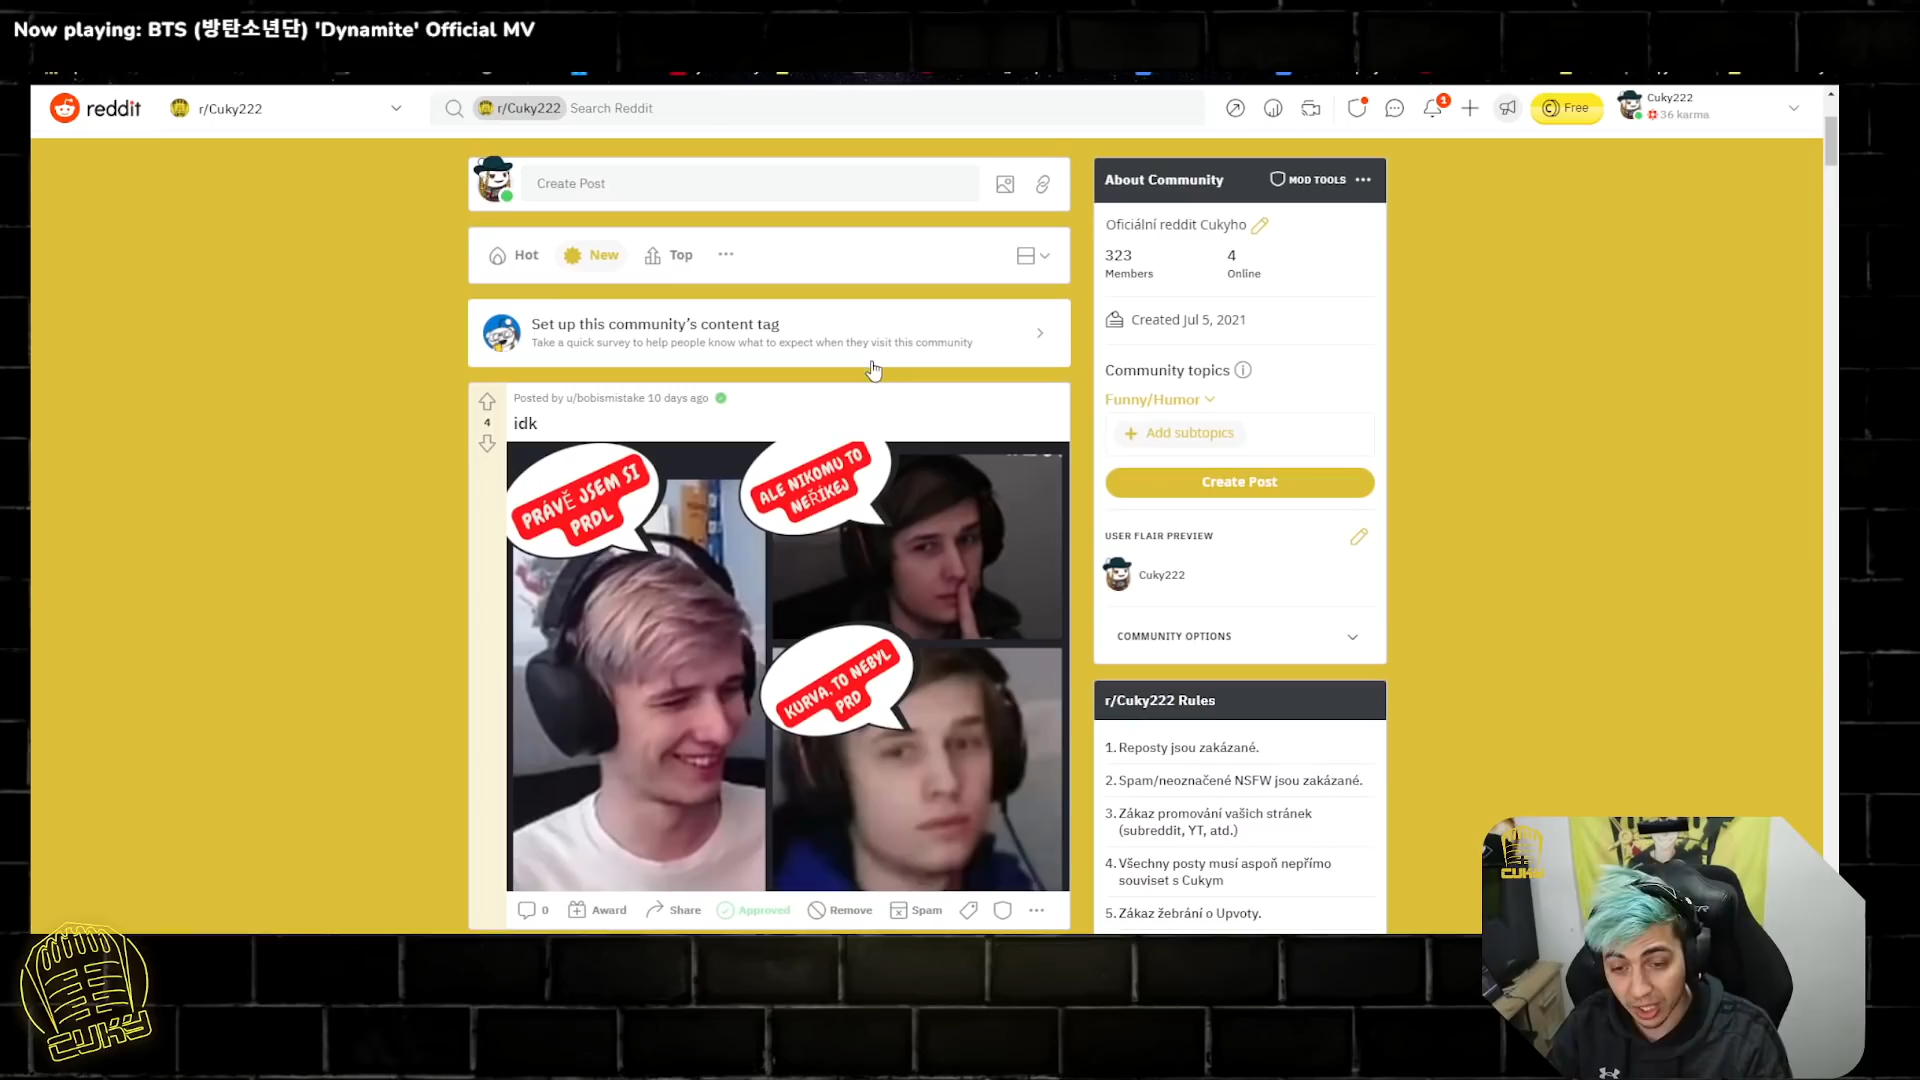 Now playing: BTS (방탄소년단) 'Dynamite' Official MV
reddit
r/Cuky222
r/Cuky222 Search Reddit
1
Free
Cuky222
36 karma
Create Post
Hot
New
Top
Set up this community's content tag
Take a quick survey to help people know what to expect when they visit this community
Posted by u/bobismistake 10 days ago
4
idk
PRÁVĚ JSEM SI
PRDL
ALE NIKOMU TO
NEŘÍKEJ
KURVA, TO NEBYL
PRD
0
Award
Share
Approved
Remove
Spam
About Community
MOD TOOLS
Oficiální reddit Cukyho
323
4
Members
Online
Created Jul 5, 2021
Community topics
Funny/Humor
Add subtopics
Create Post
USER FLAIR PREVIEW
Cuky222
COMMUNITY OPTIONS
r/Cuky222 Rules
1. Reposty jsou zakázané.
2. Spam/neoznačené NSFW jsou zakázané.
3. Zákaz promování vašich stránek
(subreddit, YT, atd.)
4. Všechny posty musí aspoň nepřímo
souviset s Cukym
5. Zákaz žebrání o Upvoty.
CUKY
CUKY